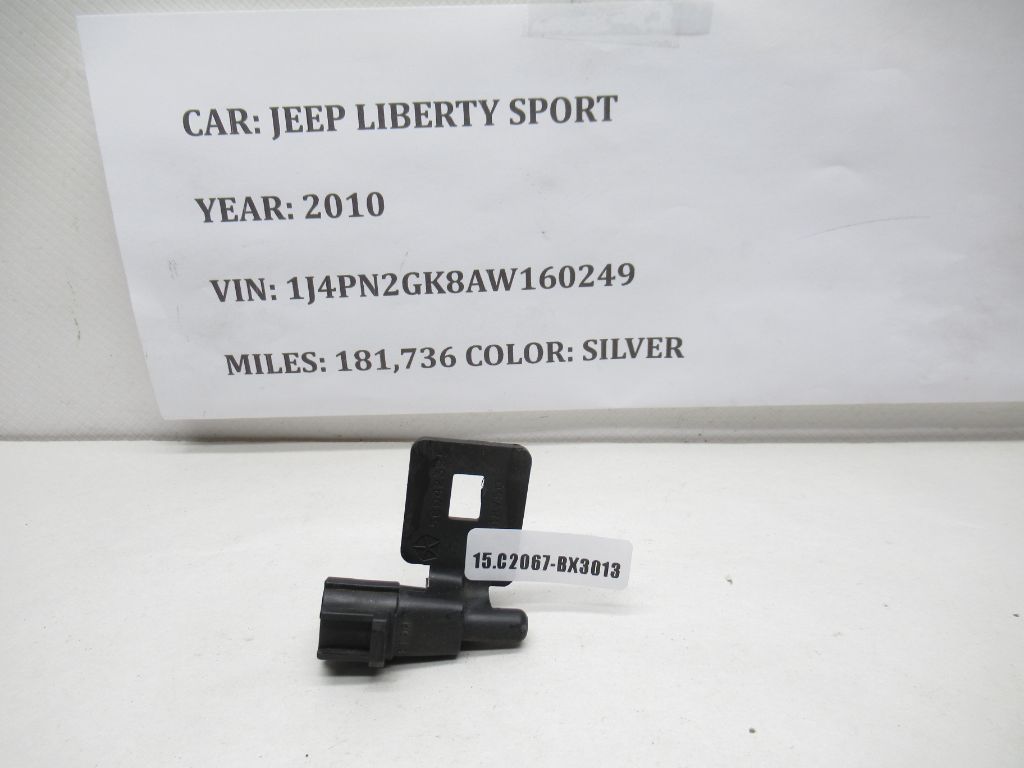 CAR: JEEP LIBERTY SPORT
YEAR: 2010
VIN: 1J4PN2GK8AW160249
MILES: 181,736 COLOR: SILVER
15.C2067-BX3013